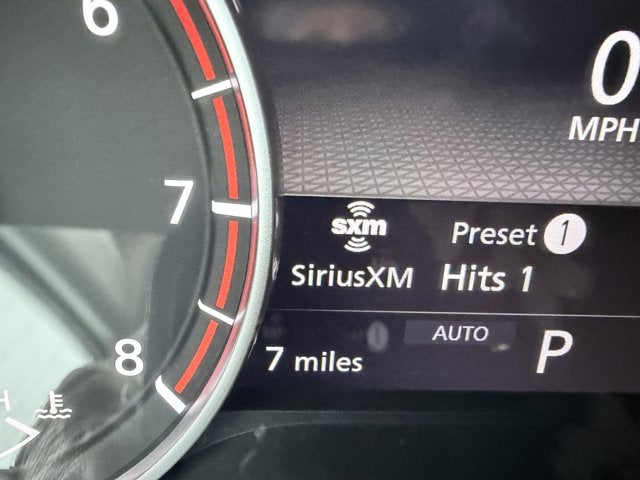 6
7
8
H
0
MPH
sxm
Preset 1
SiriusXM Hits 1
AUTO
7 miles
P